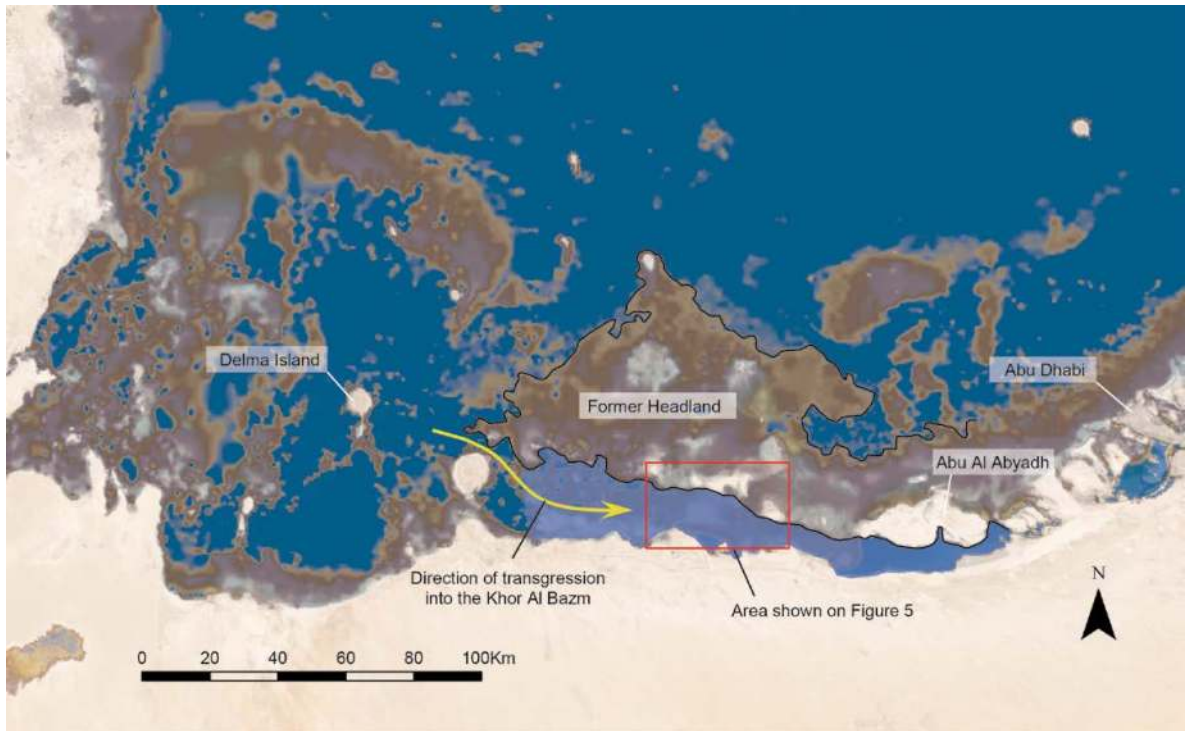 Delma Island
Abu Dhabi
Former Headland
Abu Al Abyadh
Direction of transgression
into the Khor Al Bazm
Area shown on Figure 5
N
0 20 40 60 80 100Km